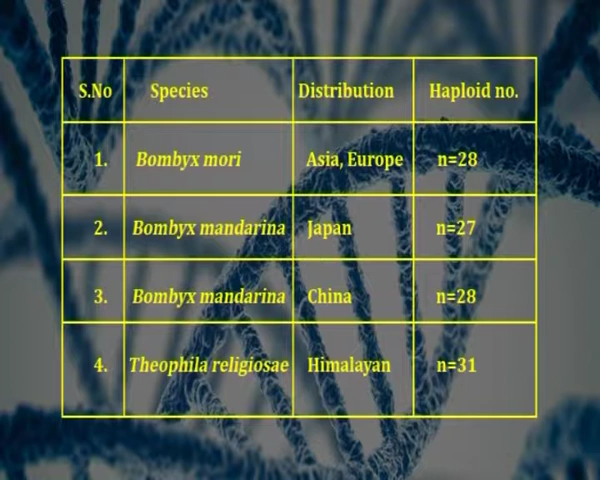 S.No Species Distribution Haploid no.
1. Bombyx mori Asia, Europe n=28
2. Bombyx mandarina Japan n=27
3. Bombyx mandarina China n=28
4. Theophila religiosae Himalayan n=31